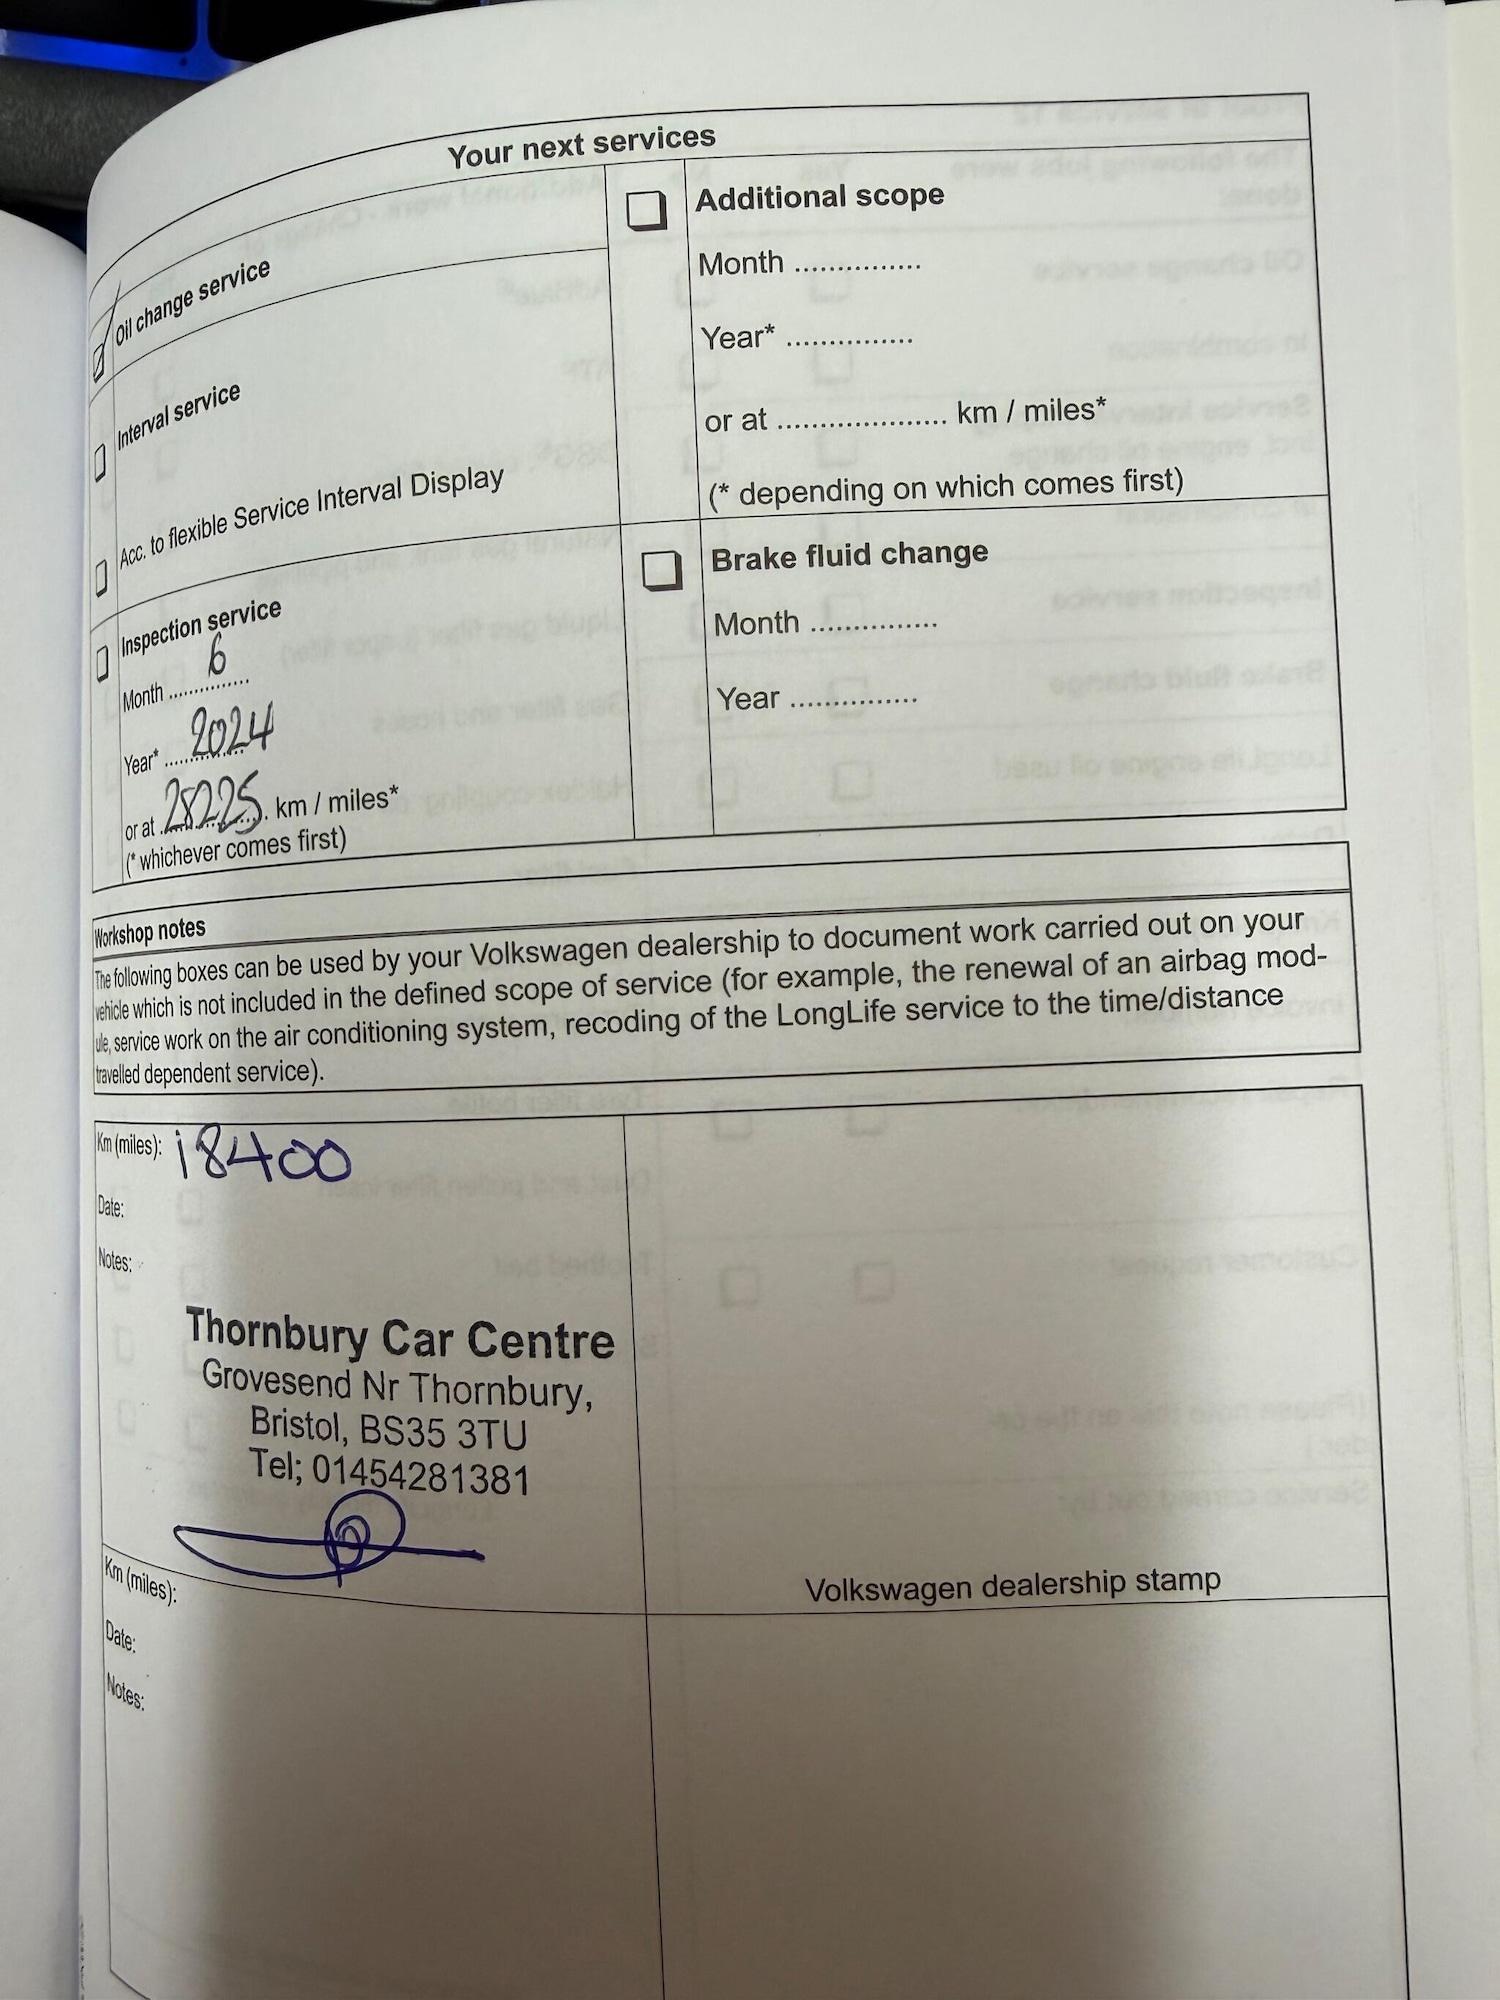 Your next services
Oil change service
Interval service
Acc. to flexible Service Interval Display
Inspection service
Month ............... 6
Year* ............... 2024
or at 28225 km / miles*
(* whichever comes first)
Additional scope
Month ...............
Year* ...............
or at .................... km / miles*
(* depending on which comes first)
Brake fluid change
Month ...............
Year ...............
Workshop notes
The following boxes can be used by your Volkswagen dealership to document work carried out on your
vehicle which is not included in the defined scope of service (for example, the renewal of an airbag mod-
ule, service work on the air conditioning system, recoding of the LongLife service to the time/distance
travelled dependent service).
Km (miles): 18400
Date:
Notes:
Thornbury Car Centre
Grovesend Nr Thornbury,
Bristol, BS35 3TU
Tel; 01454281381
Volkswagen dealership stamp
Km (miles):
Date:
Notes: